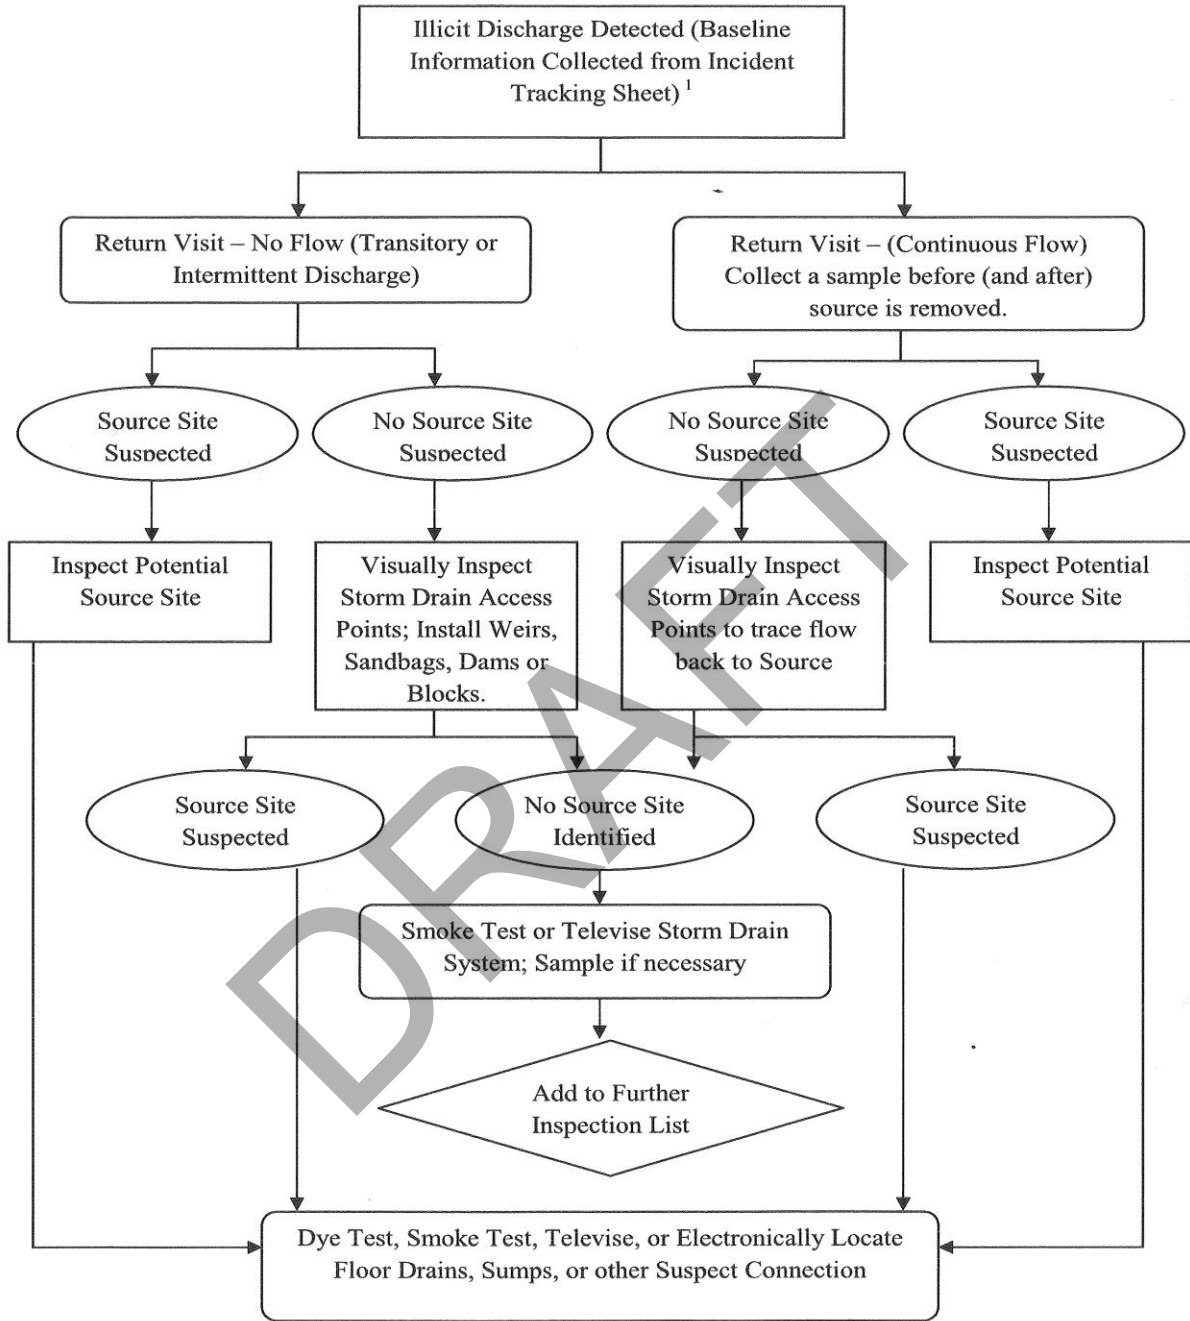 Illicit Discharge Detected (Baseline
Information Collected from Incident
Tracking Sheet) 1
Return Visit – No Flow (Transitory or
Intermittent Discharge)
Return Visit – (Continuous Flow)
Collect a sample before (and after)
source is removed.
Source Site
Suspected
No Source Site
Suspected
No Source Site
Suspected
Source Site
Suspected
Inspect Potential
Source Site
Visually Inspect
Storm Drain Access
Points; Install Weirs,
Sandbags, Dams or
Blocks.
Visually Inspect
Storm Drain Access
Points to trace flow
back to Source
Inspect Potential
Source Site
Source Site
Suspected
No Source Site
Identified
Source Site
Suspected
Smoke Test or Televise Storm Drain
System; Sample if necessary
Add to Further
Inspection List
Dye Test, Smoke Test, Televise, or Electronically Locate
Floor Drains, Sumps, or other Suspect Connection
DRAFT